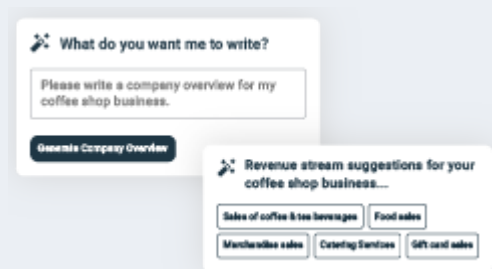 What do you want me to write?
Please write a company overview for my
coffee shop business.
Generate Company Overview
Revenue stream suggestions for your
coffee shop business...
Sales of coffee & tea beverages
Food sales
Merchandise sales
Catering Services
Gift card sales